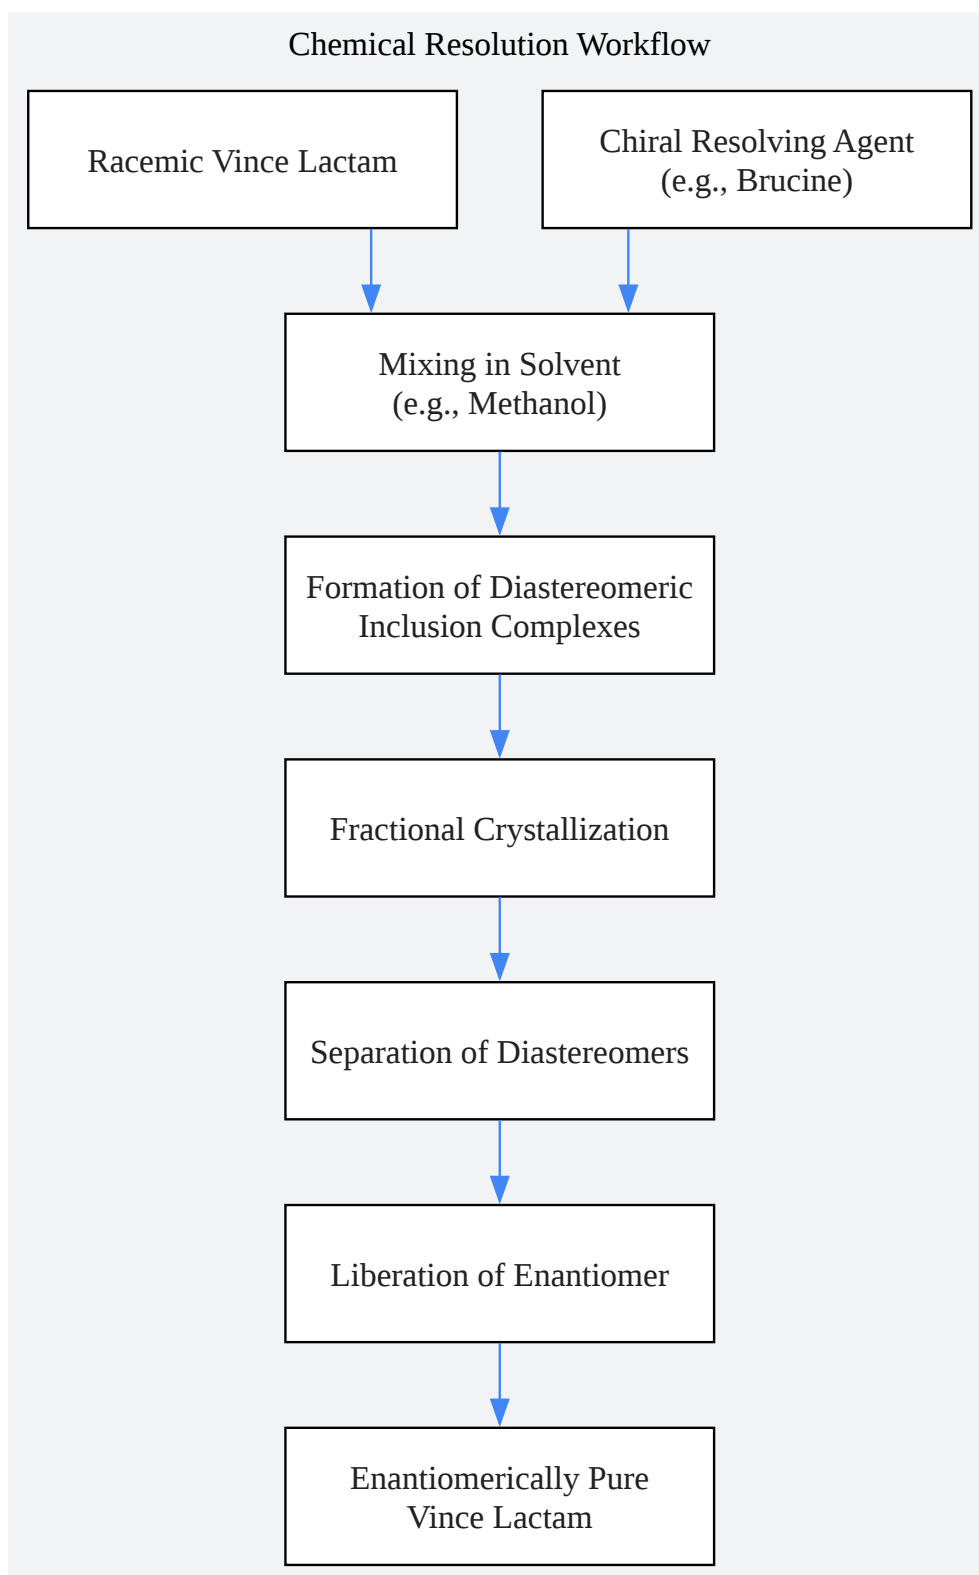 Chemical Resolution Workflow
Racemic Vince Lactam
Chiral Resolving Agent
(e.g., Brucine)
Mixing in Solvent
(e.g., Methanol)
Formation of Diastereomeric
Inclusion Complexes
Fractional Crystallization
Separation of Diastereomers
Liberation of Enantiomer
Enantiomerically Pure
Vince Lactam